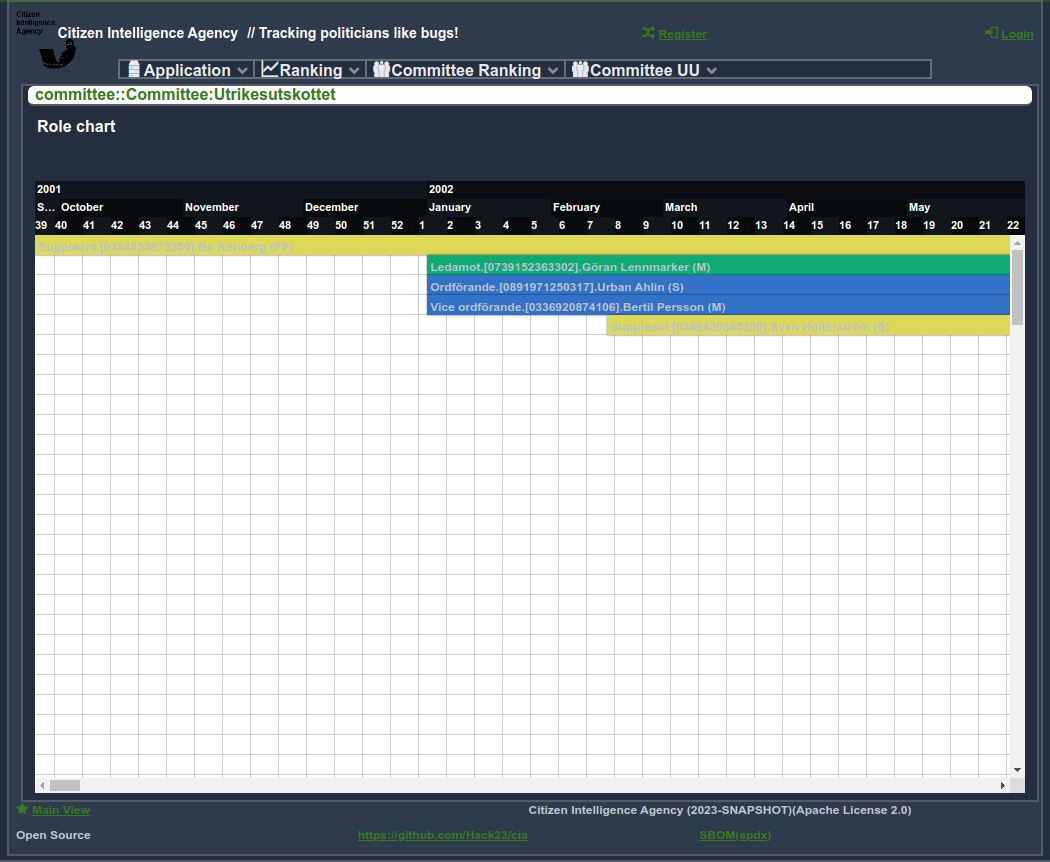 Citizen
Intelligence
Agency
Citizen Intelligence Agency // Tracking politicians like bugs!
Register
Login
Application
Ranking
Committee Ranking
Committee UU
committee::Committee:Utrikesutskottet
Role chart
2001 2002
S... October November December January February March April May
39 40 41 42 43 44 45 46 47 48 49 50 51 52 1 2 3 4 5 6 7 8 9 10 11 12 13 14 15 16 17 18 19 20 21 22
Suppleant.[0384833973200].Bo Könberg (FP)
Ledamot.[0739152363302].Göran Lennmarker (M)
Ordförande.[0891971250317].Urban Ahlin (S)
Vice ordförande.[0336920874106].Bertil Persson (M)
Suppleant.[0399430895200].Sven Hulterström (S)
Main View
Citizen Intelligence Agency (2023-SNAPSHOT)(Apache License 2.0)
Open Source
https://github.com/Hack23/cia
SBOM(spdx)